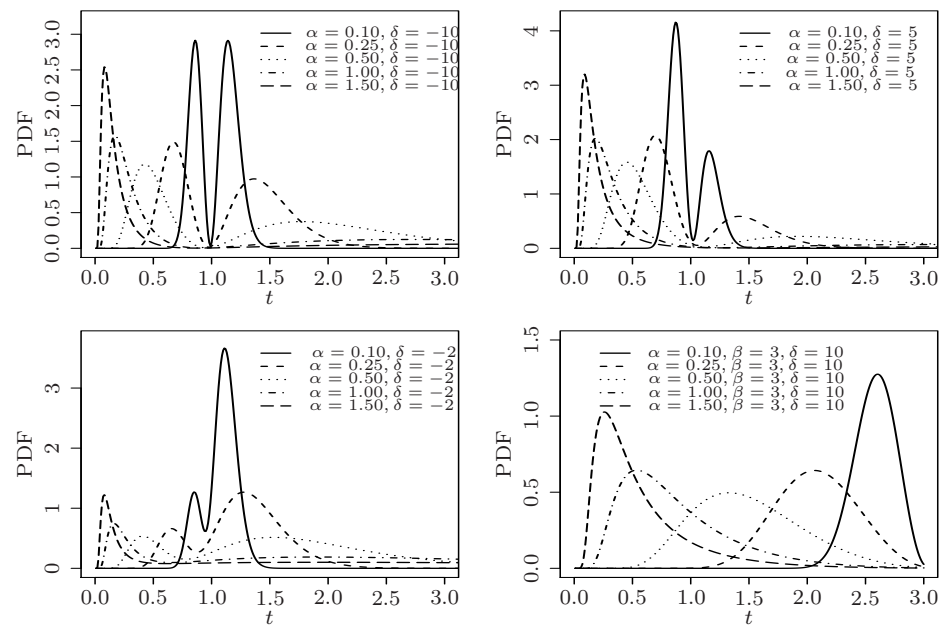 PDF
0.0 0.5 1.0 1.5 2.0 2.5 3.0
α = 0.10, δ = −10
α = 0.25, δ = −10
α = 0.50, δ = −10
α = 1.00, δ = −10
α = 1.50, δ = −10
0.0 0.5 1.0 1.5 2.0 2.5 3.0
t
PDF
0 1 2 3 4
α = 0.10, δ = 5
α = 0.25, δ = 5
α = 0.50, δ = 5
α = 1.00, δ = 5
α = 1.50, δ = 5
0.0 0.5 1.0 1.5 2.0 2.5 3.0
t
PDF
0 1 2 3
α = 0.10, δ = −2
α = 0.25, δ = −2
α = 0.50, δ = −2
α = 1.00, δ = −2
α = 1.50, δ = −2
0.0 0.5 1.0 1.5 2.0 2.5 3.0
t
PDF
0.0 0.5 1.0 1.5
α = 0.10, β = 3, δ = 10
α = 0.25, β = 3, δ = 10
α = 0.50, β = 3, δ = 10
α = 1.00, β = 3, δ = 10
α = 1.50, β = 3, δ = 10
0.0 0.5 1.0 1.5 2.0 2.5 3.0
t